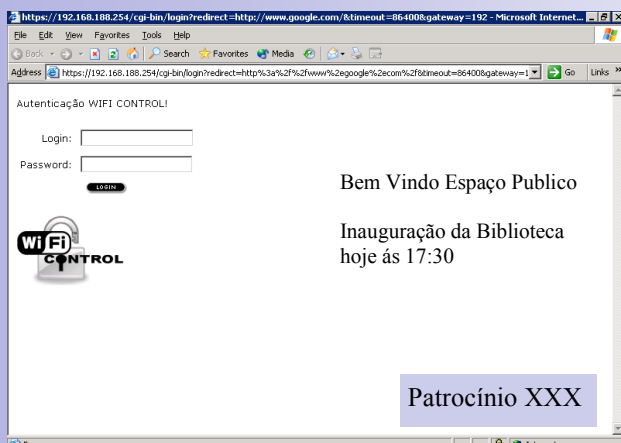 https://192.168.188.254/cgi-bin/login?redirect=http://www.google.com/&timeout=86400&gateway=192 - Microsoft Internet...
File Edit View Favorites Tools Help
Back Search Favorites Media
Address https://192.168.188.254/cgi-bin/login?redirect=http%3a%2f%2fwww%2egoogle%2ecom%2f&timeout=86400&gateway=1 Go Links »
Autenticação WIFI CONTROL!
Login:
Password:
LOGIN
Bem Vindo Espaço Publico
Inauguração da Biblioteca
hoje ás 17:30
Wi Fi
CONTROL
Patrocínio XXX